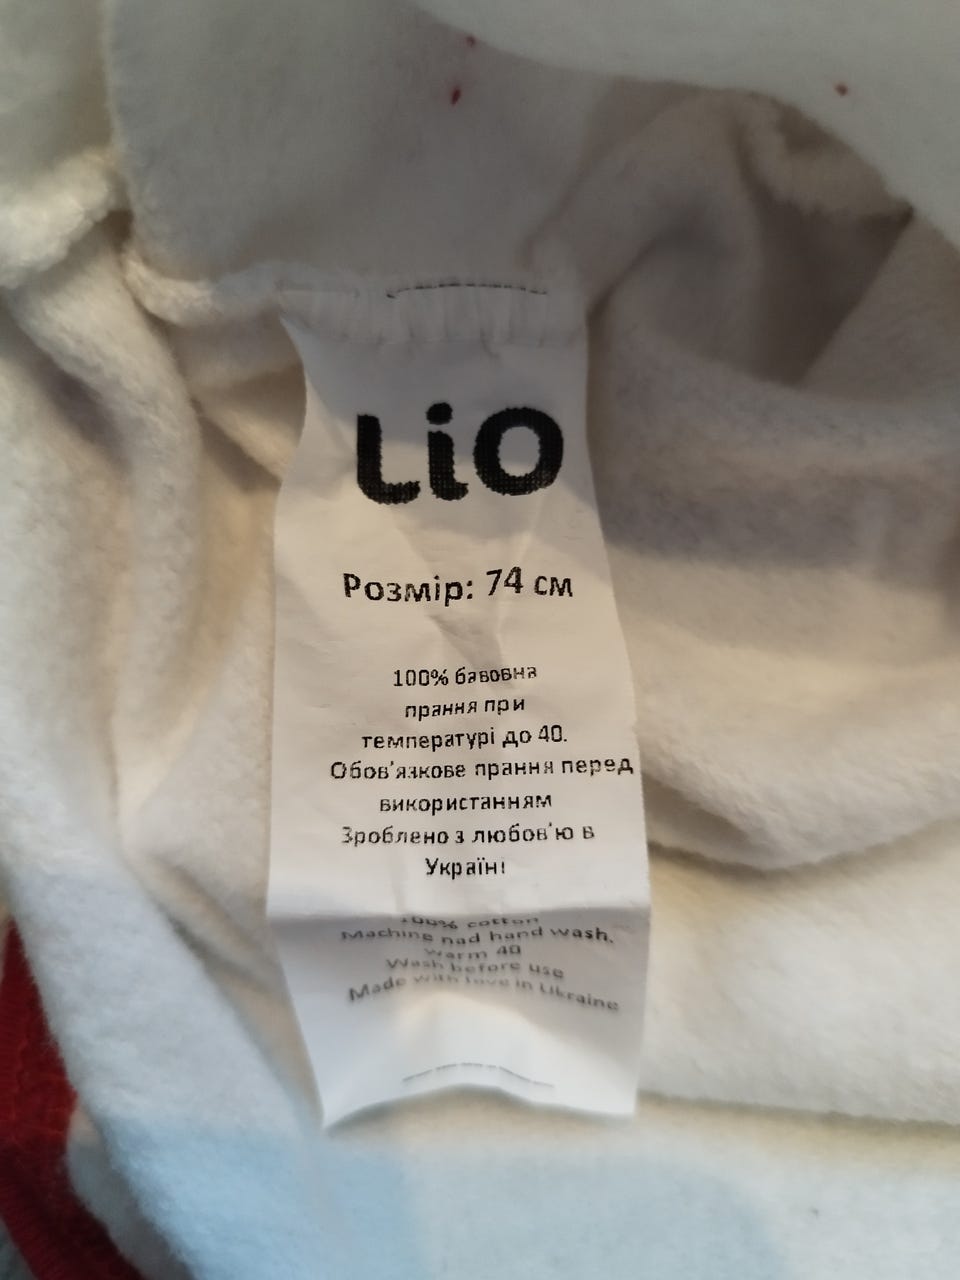 LiO
Розмір: 74 см
100% бавовна
прання при
температурі до 40.
Обов'язкове прання перед
використанням
Зроблено з любов'ю в
Україні
100% cotton
Machine nad hand wash,
warm 40
Wash before use
Made with love in Ukraine